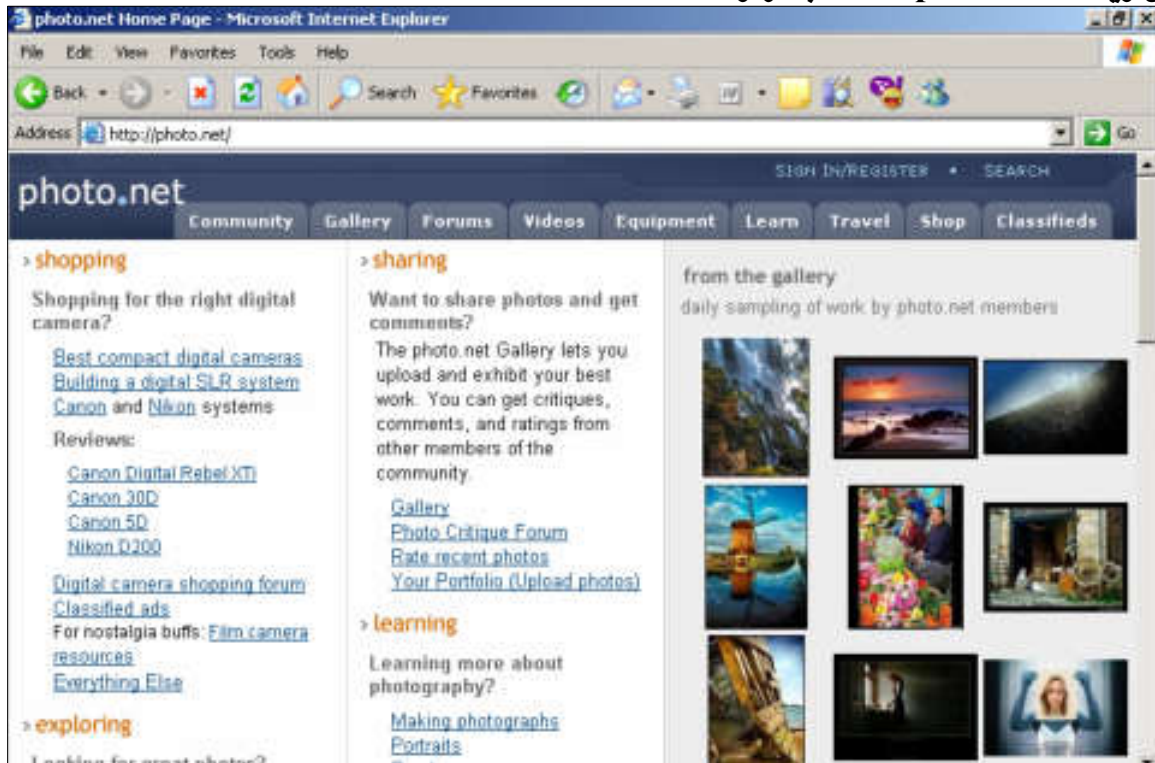 photo.net Home Page - Microsoft Internet Explorer
File Edit View Favorites Tools Help
Back Search Favorites
Address http://photo.net/ Go
SIGN IN/REGISTER • SEARCH
photo.net
Community Gallery Forums Videos Equipment Learn Travel Shop Classifieds
› shopping
Shopping for the right digital
camera?
Best compact digital cameras
Building a digital SLR system
Canon and Nikon systems
Reviews:
Canon Digital Rebel XTi
Canon 30D
Canon 5D
Nikon D200
Digital camera shopping forum
Classified ads
For nostalgia buffs: Film camera
resources
Everything Else
› exploring
Looking for great photos?
› sharing
Want to share photos and get
comments?
The photo.net Gallery lets you
upload and exhibit your best
work. You can get critiques,
comments, and ratings from
other members of the
community.
Gallery
Photo Critique Forum
Rate recent photos
Your Portfolio (Upload photos)
› learning
Learning more about
photography?
Making photographs
Portraits
from the gallery
daily sampling of work by photo.net members